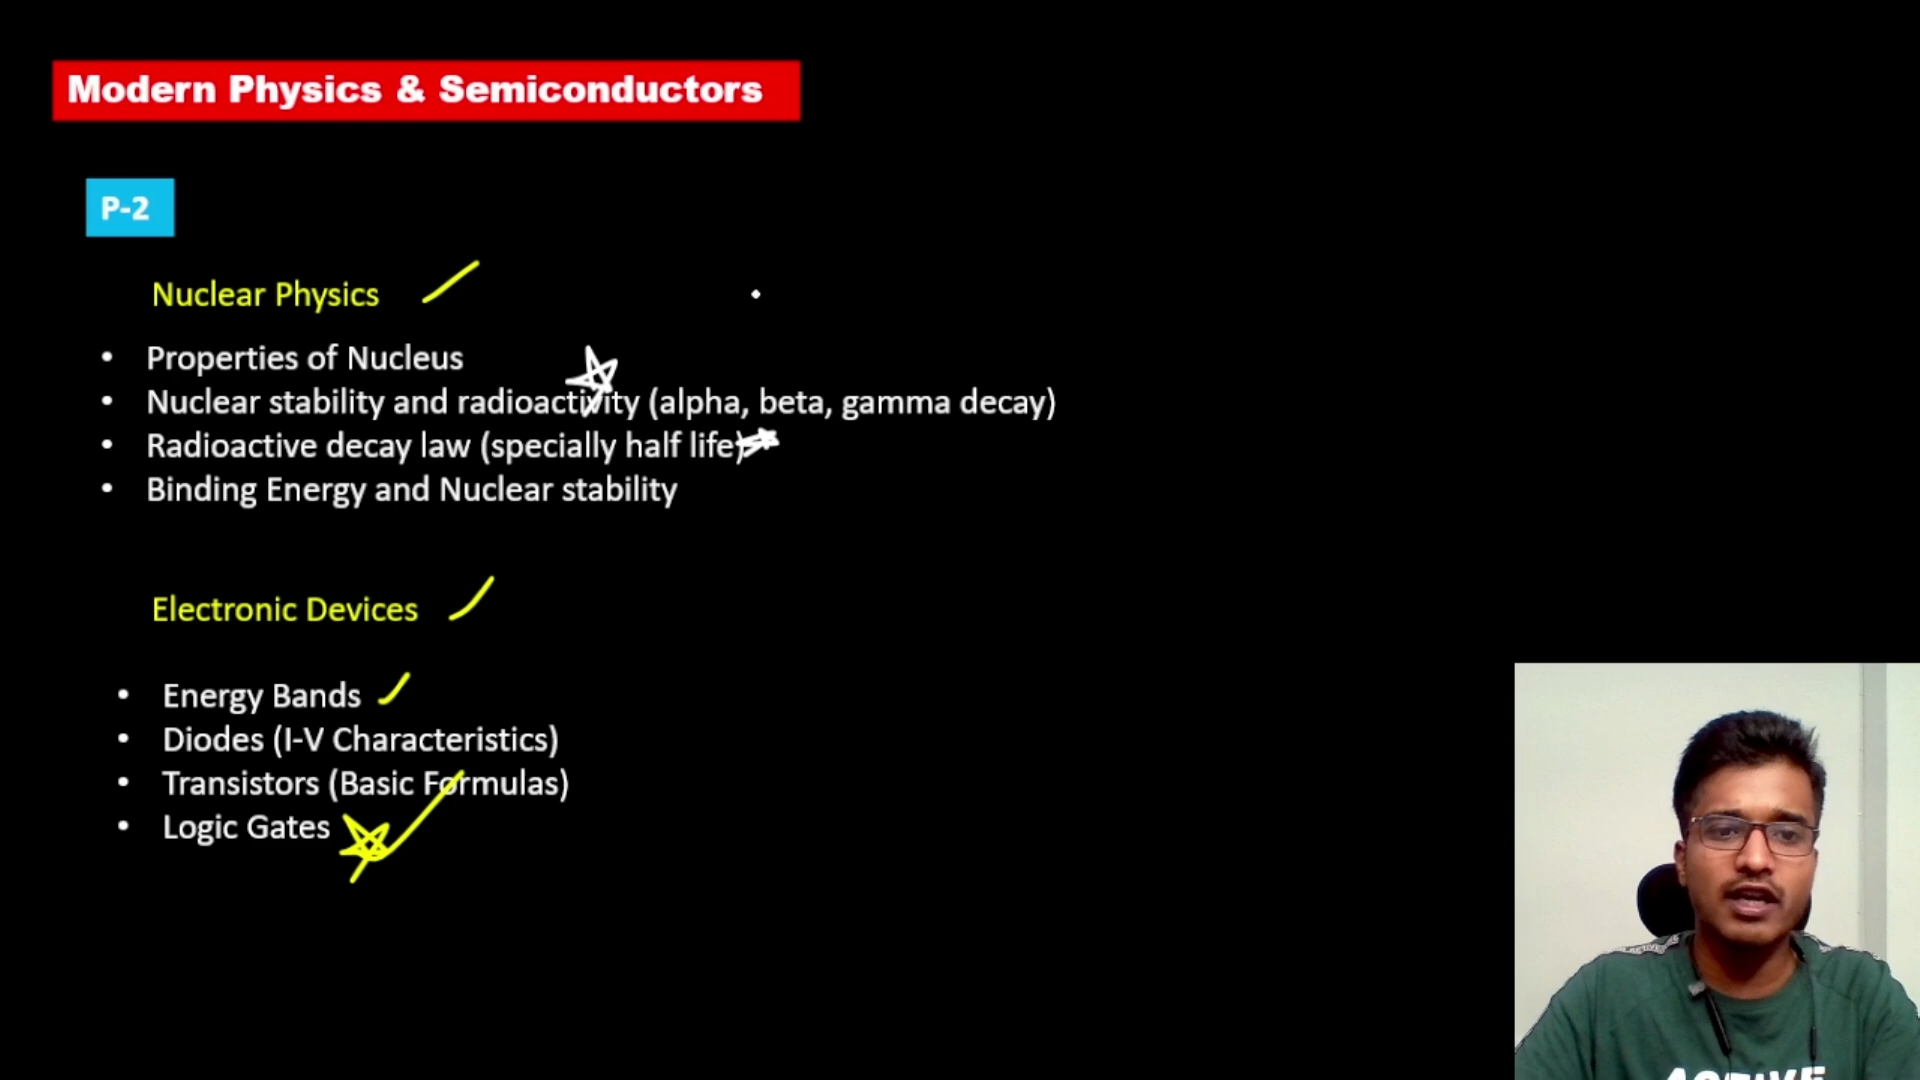 Modern Physics & Semiconductors
P-2
Nuclear Physics
• Properties of Nucleus
• Nuclear stability and radioactivity (alpha, beta, gamma decay)
• Radioactive decay law (specially half life)
• Binding Energy and Nuclear stability
Electronic Devices
• Energy Bands
• Diodes (I-V Characteristics)
• Transistors (Basic Formulas)
• Logic Gates